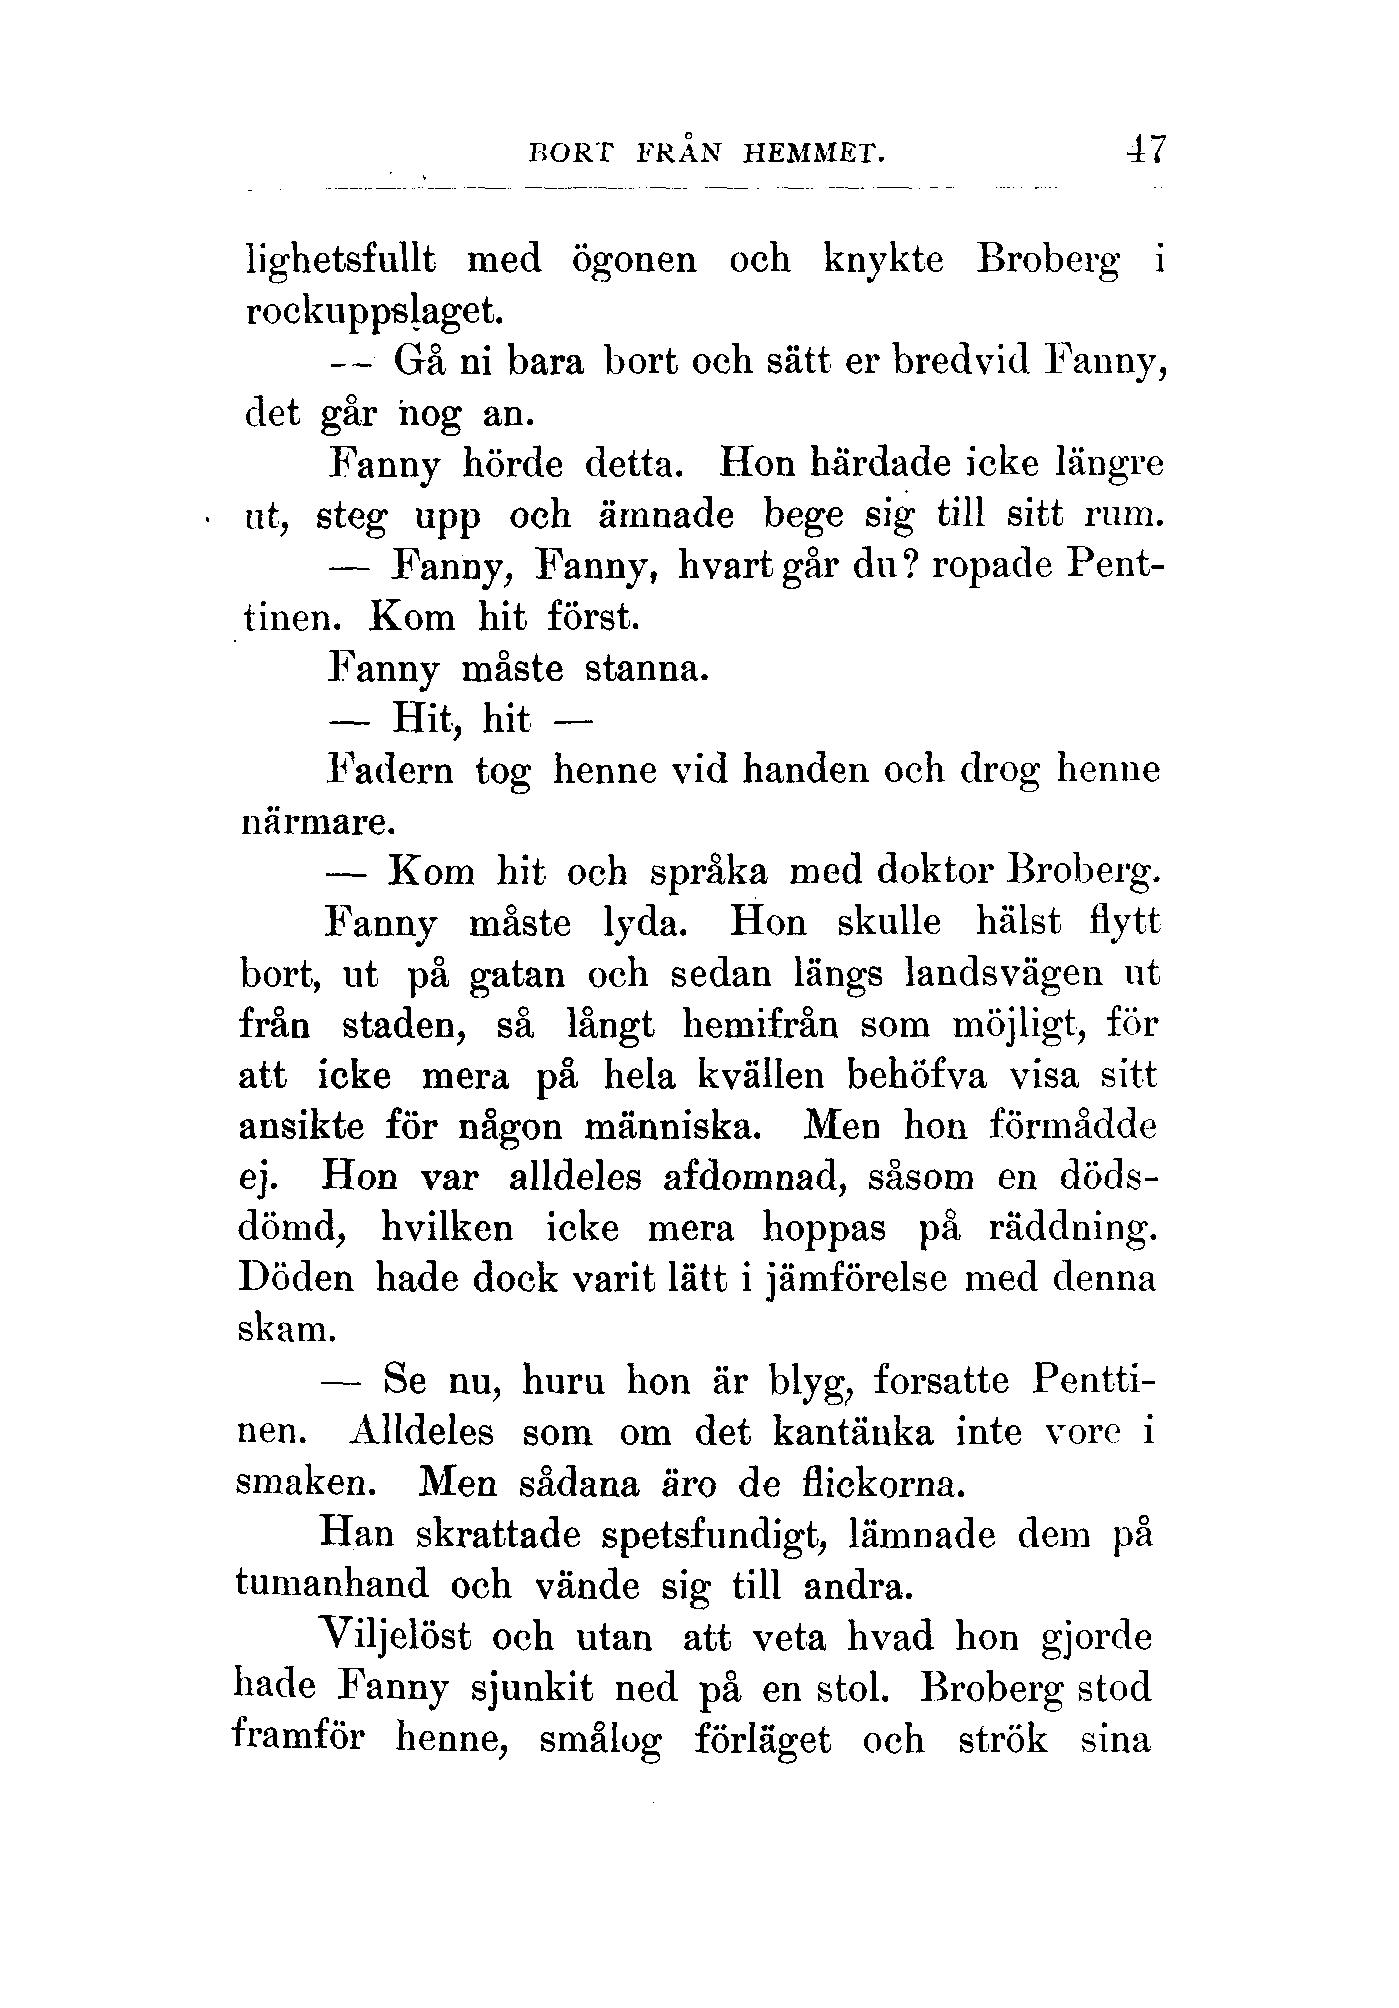 BORT FRÅN HEMMET. 47
lighetsfullt med ögonen och knykte Broberg i
rockuppslaget.
— Gå ni bara bort och sätt er bredvid Fanny,
det går nog an.
Fanny hörde detta. Hon härdade icke längre
ut, steg upp och ämnade bege sig till sitt rum.
— Fanny, Fanny, hvart går du? ropade Pent-
tinen. Kom hit först.
Fanny måste stanna.
— Hit, hit —
Fadern tog henne vid handen och drog henne
närmare.
— Kom hit och språka med doktor Broberg.
Fanny måste lyda. Hon skulle hälst flytt
bort, ut på gatan och sedan längs landsvägen ut
från staden, så långt hemifrån som möjligt, för
att icke mera på hela kvällen behöfva visa sitt
ansikte för någon människa. Men hon förmådde
ej. Hon var alldeles afdomnad, såsom en döds-
dömd, hvilken icke mera hoppas på räddning.
Döden hade dock varit lätt i jämförelse med denna
skam.
— Se nu, huru hon är blyg, forsatte Pentti-
nen. Alldeles som om det kantänka inte vore i
smaken. Men sådana äro de flickorna.
Han skrattade spetsfundigt, lämnade dem på
tumanhand och vände sig till andra.
Viljelöst och utan att veta hvad hon gjorde
hade Fanny sjunkit ned på en stol. Broberg stod
framför henne, smålog förläget och strök sina